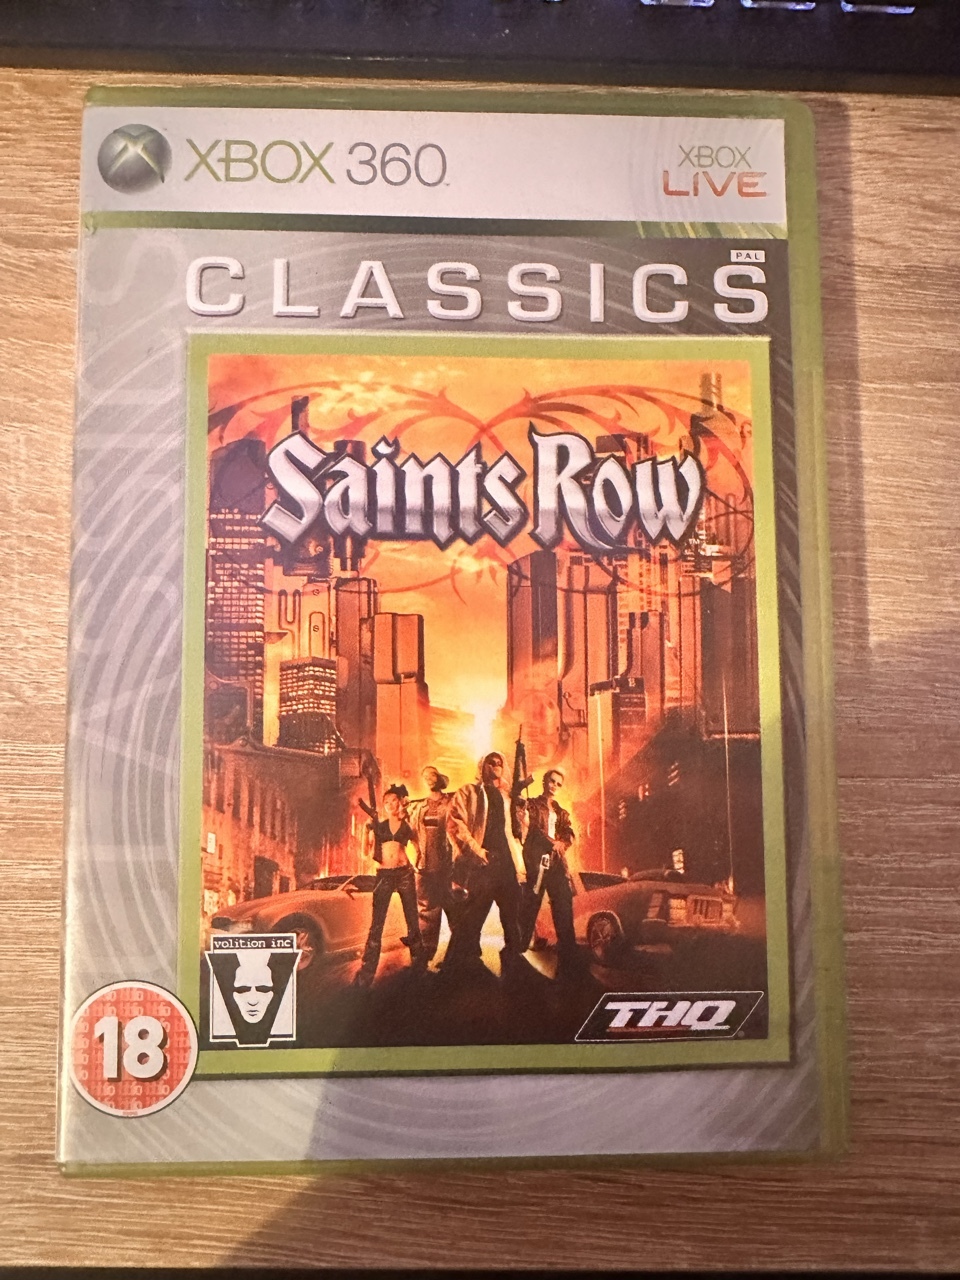 XBOX 360
XBOX
LIVE
PAL
CLASSICS
Saints Row
volition inc
V
THQ
18